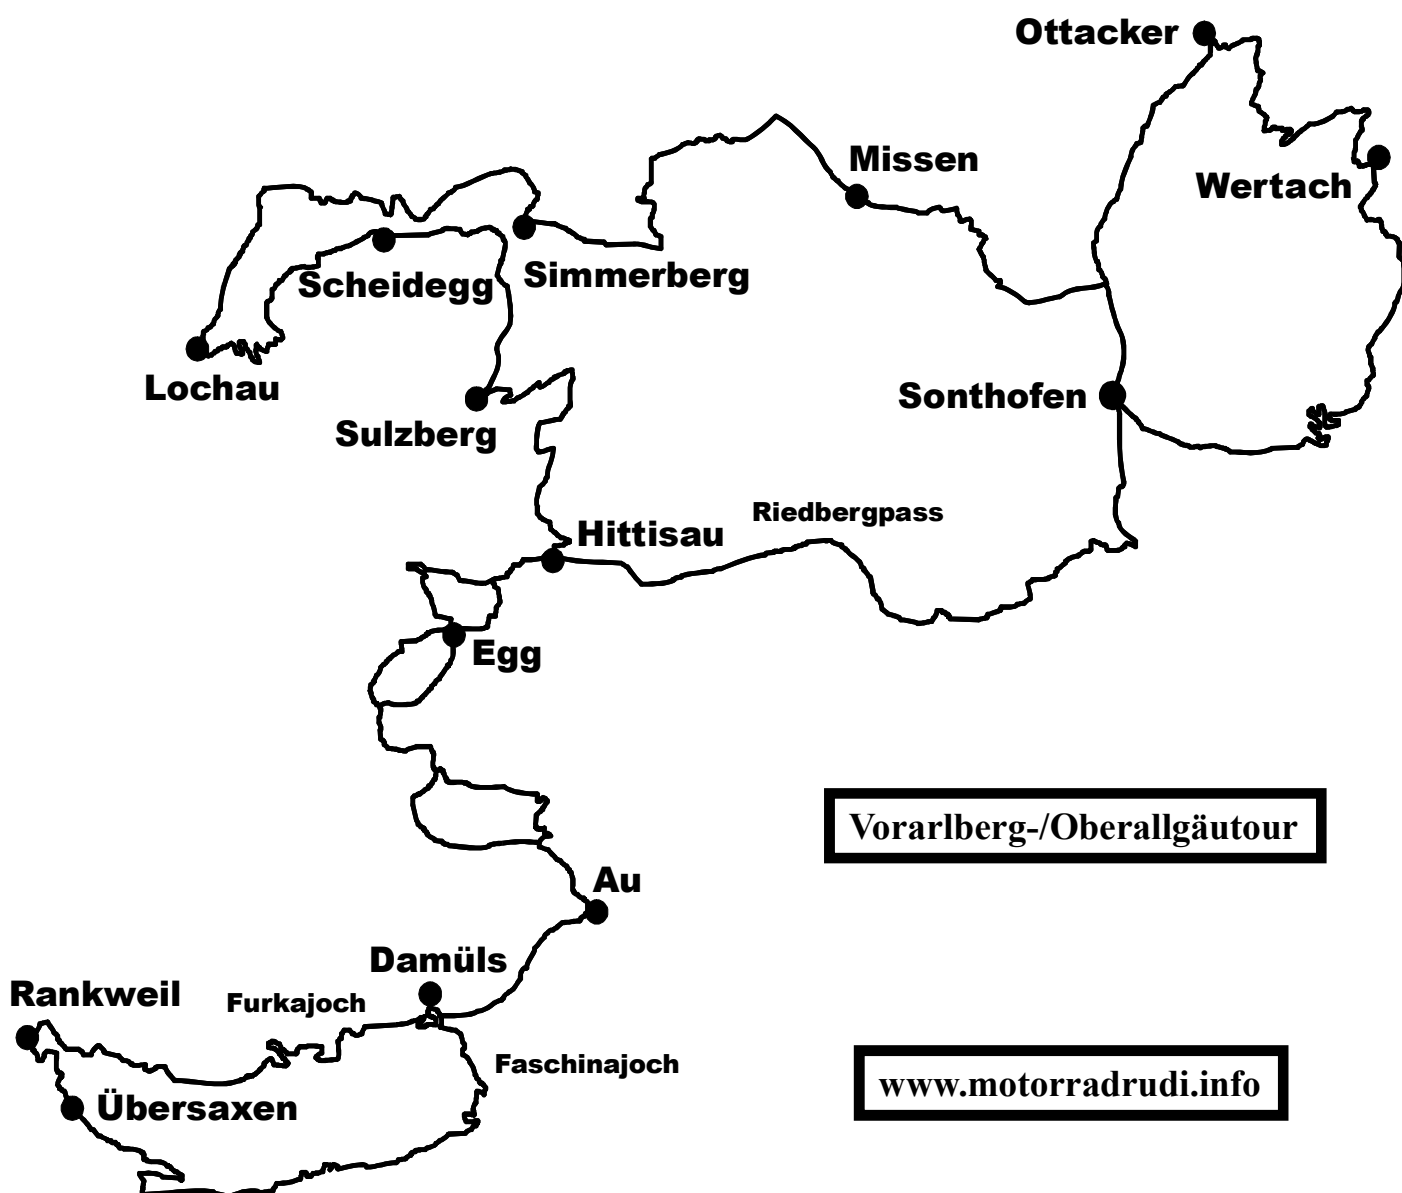 Ottacker
Missen
Wertach
Scheidegg
Simmerberg
Lochau
Sonthofen
Sulzberg
Riedbergpass
Hittisau
Egg
Vorarlberg-/Oberallgäutour
Au
Damüls
Rankweil
Furkajoch
Faschinajoch
www.motorradrudi.info
Übersaxen